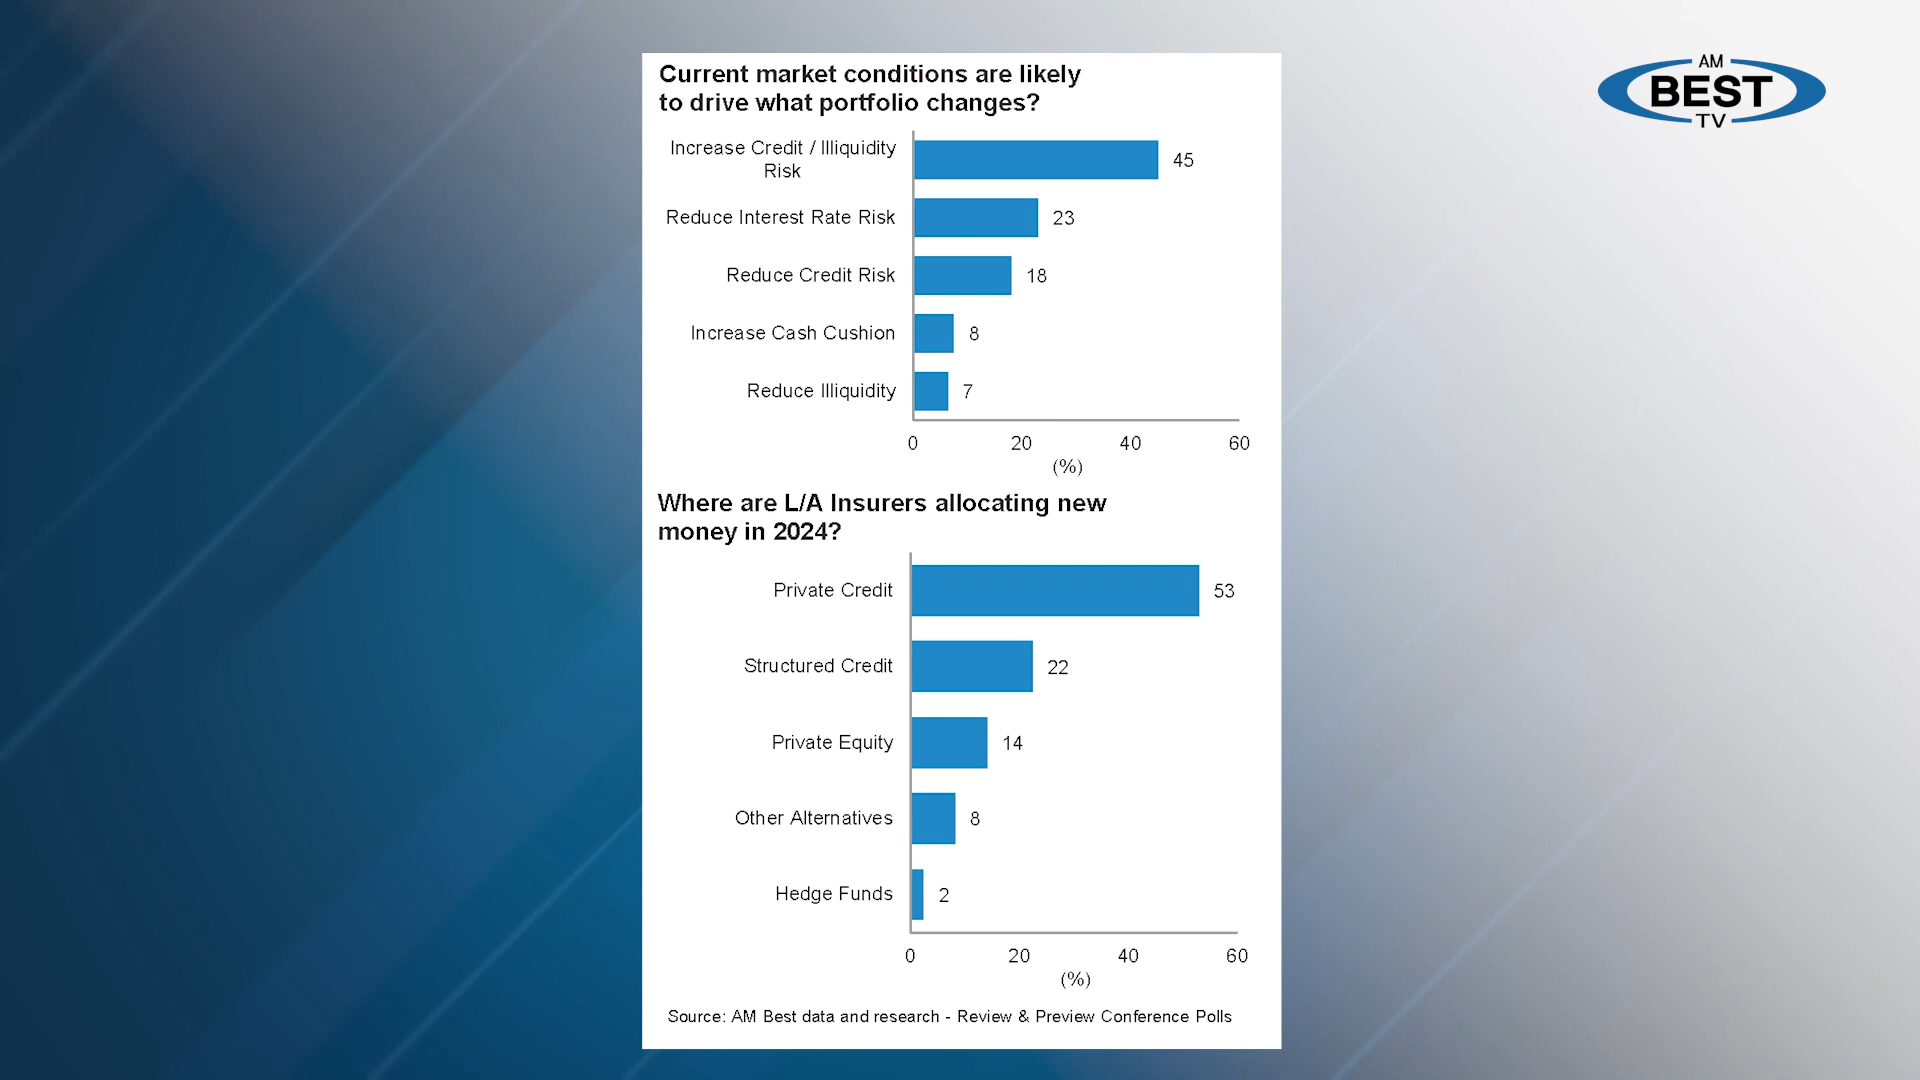 AM
BEST
TV
Current market conditions are likely
to drive what portfolio changes?
Increase Credit / Illiquidity
Risk
45
Reduce Interest Rate Risk
23
Reduce Credit Risk
18
Increase Cash Cushion
8
Reduce Illiquidity
7
0 20 40 60
(%)
Where are L/A Insurers allocating new
money in 2024?
Private Credit
53
Structured Credit
22
Private Equity
14
Other Alternatives
8
Hedge Funds
2
0 20 40 60
(%)
Source: AM Best data and research - Review & Preview Conference Polls